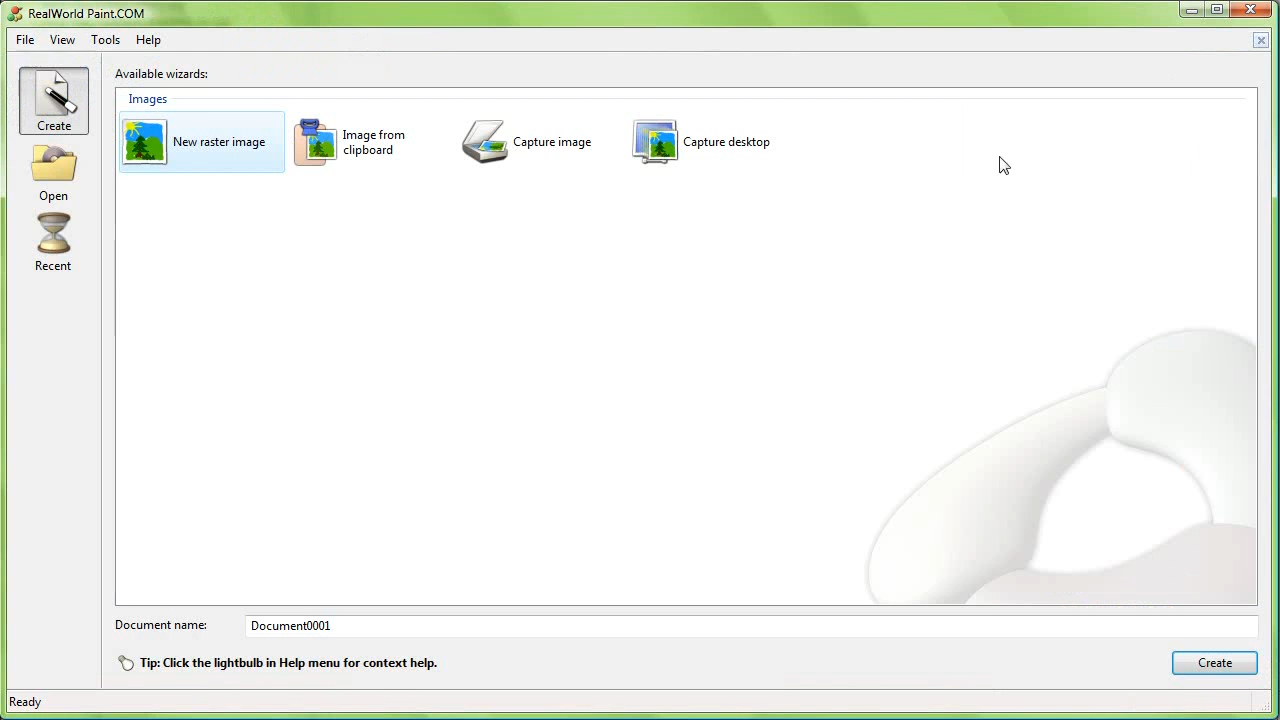 RealWorld Paint.COM
File View Tools Help
Available wizards:
Images
New raster image
Image from
clipboard
Capture image
Capture desktop
Create
Open
Recent
Document name: Document0001
Tip: Click the lightbulb in Help menu for context help.
Create
Ready